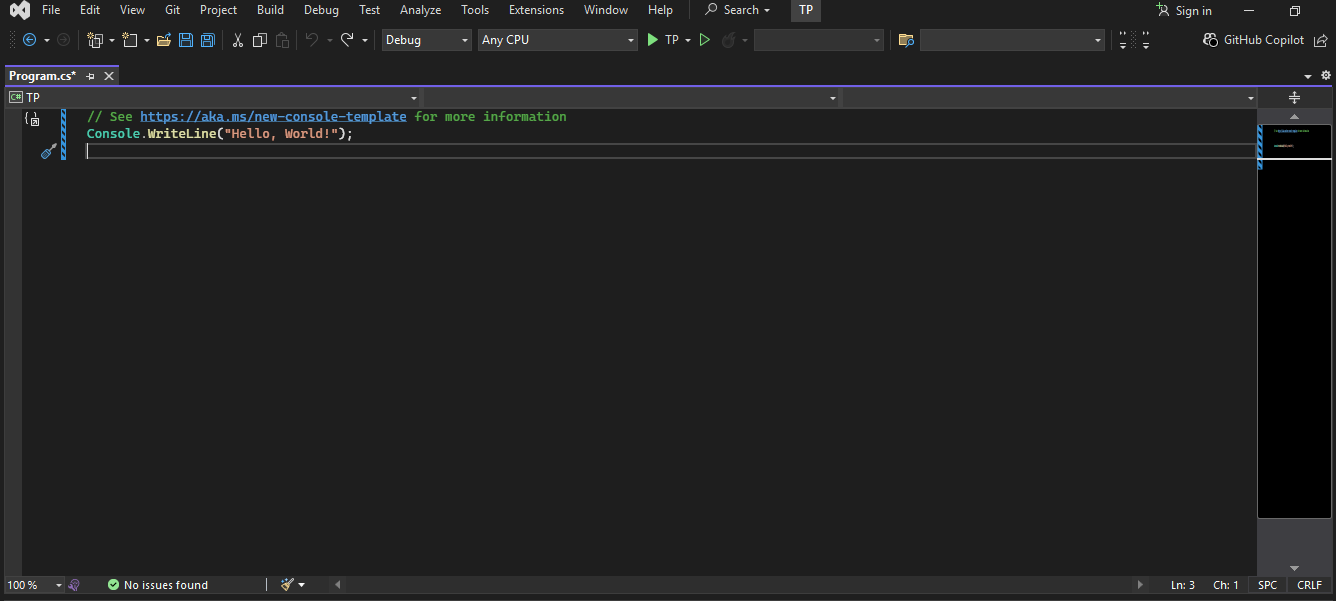 File Edit View Git Project Build Debug Test Analyze Tools Extensions Window Help Search TP Sign in
Debug Any CPU TP GitHub Copilot
Program.cs*
C# TP
// See https://aka.ms/new-console-template for more information
Console.WriteLine("Hello, World!");
100 % No issues found Ln: 3 Ch: 1 SPC CRLF